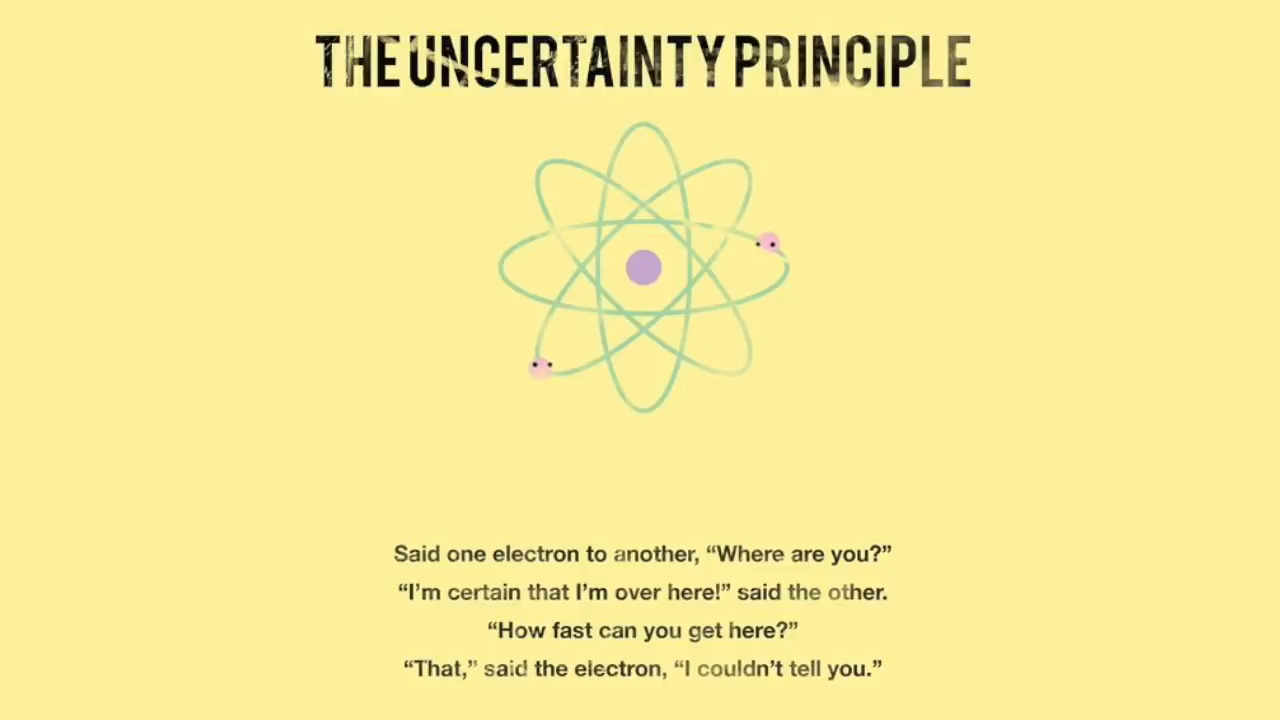 THE UNCERTAINTY PRINCIPLE
Said one electron to another, “Where are you?”
“I’m certain that I’m over here!” said the other.
“How fast can you get here?”
“That,” said the electron, “I couldn’t tell you.”